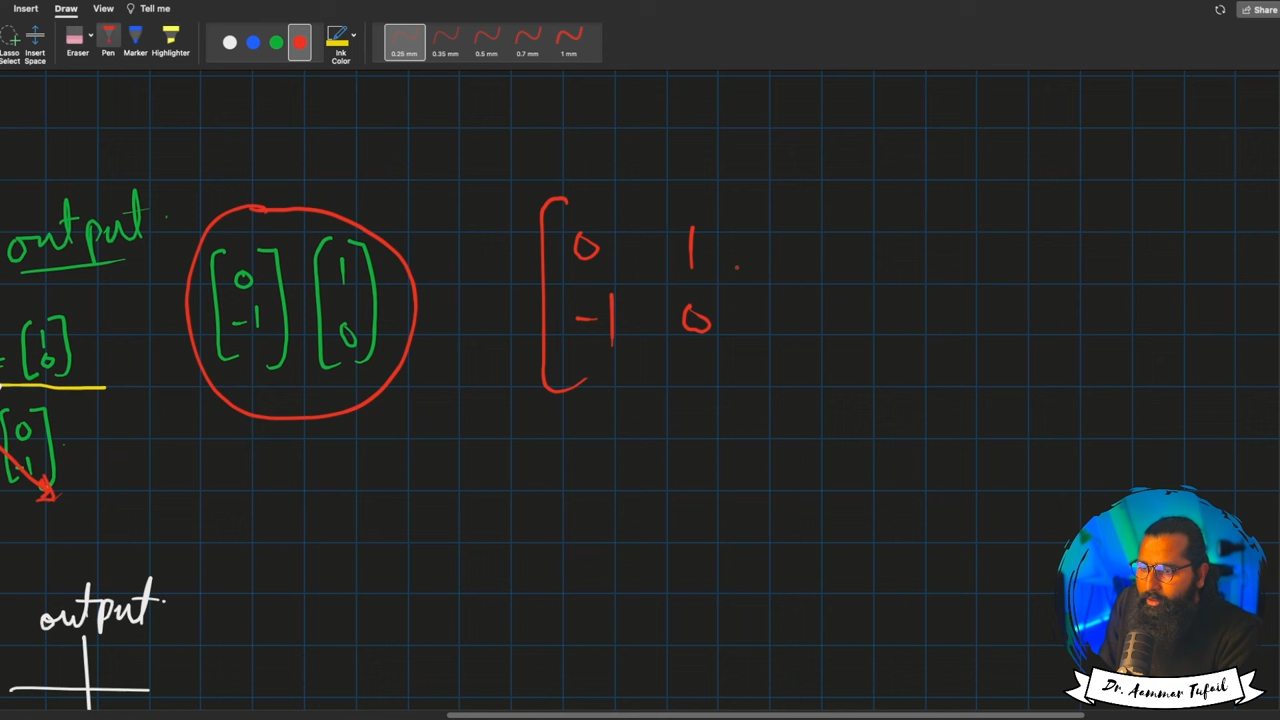 Insert Draw View Tell me Share
Lasso Select Insert Space Eraser Pen Marker Highlighter Ink Color 0.25 mm 0.35 mm 0.5 mm 0.7 mm 1 mm
output
0 1 0 1
= 1 -1 0 -1 0
0
0
-1
output
Dr. Aammar Tufail